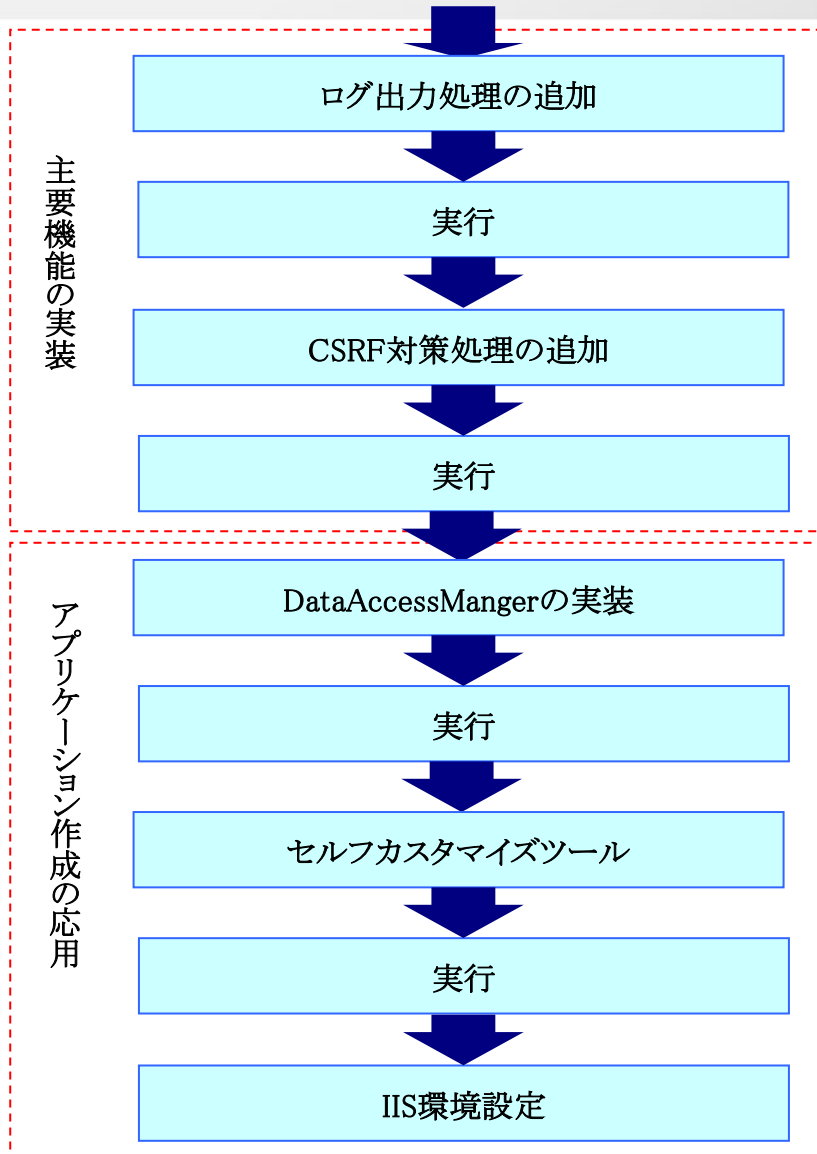 主要機能の実装
ログ出力処理の追加
実行
CSRF対策処理の追加
実行
アプリケーション作成の応用
DataAccessMangerの実装
実行
セルフカスタマイズツール
実行
IIS環境設定